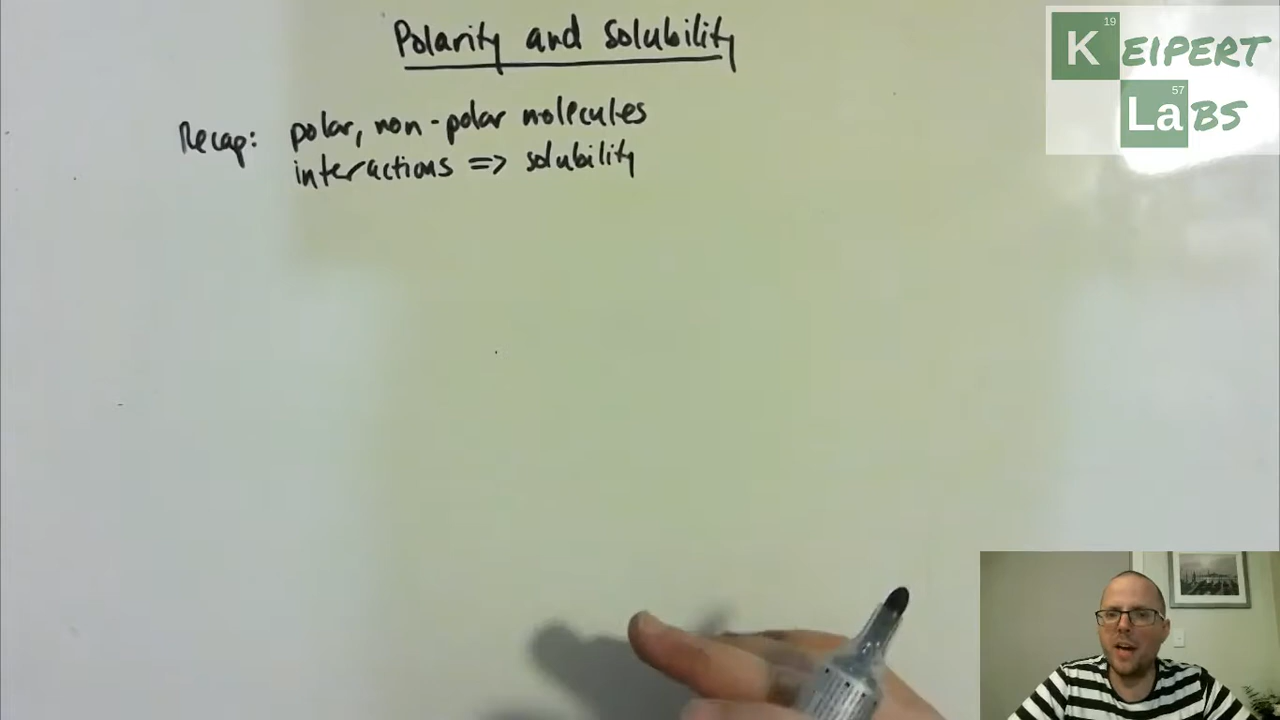 Polarity and solubility
Recap: polar, non-polar molecules
interactions => solubility
19
KEIPERT
57
LaBS